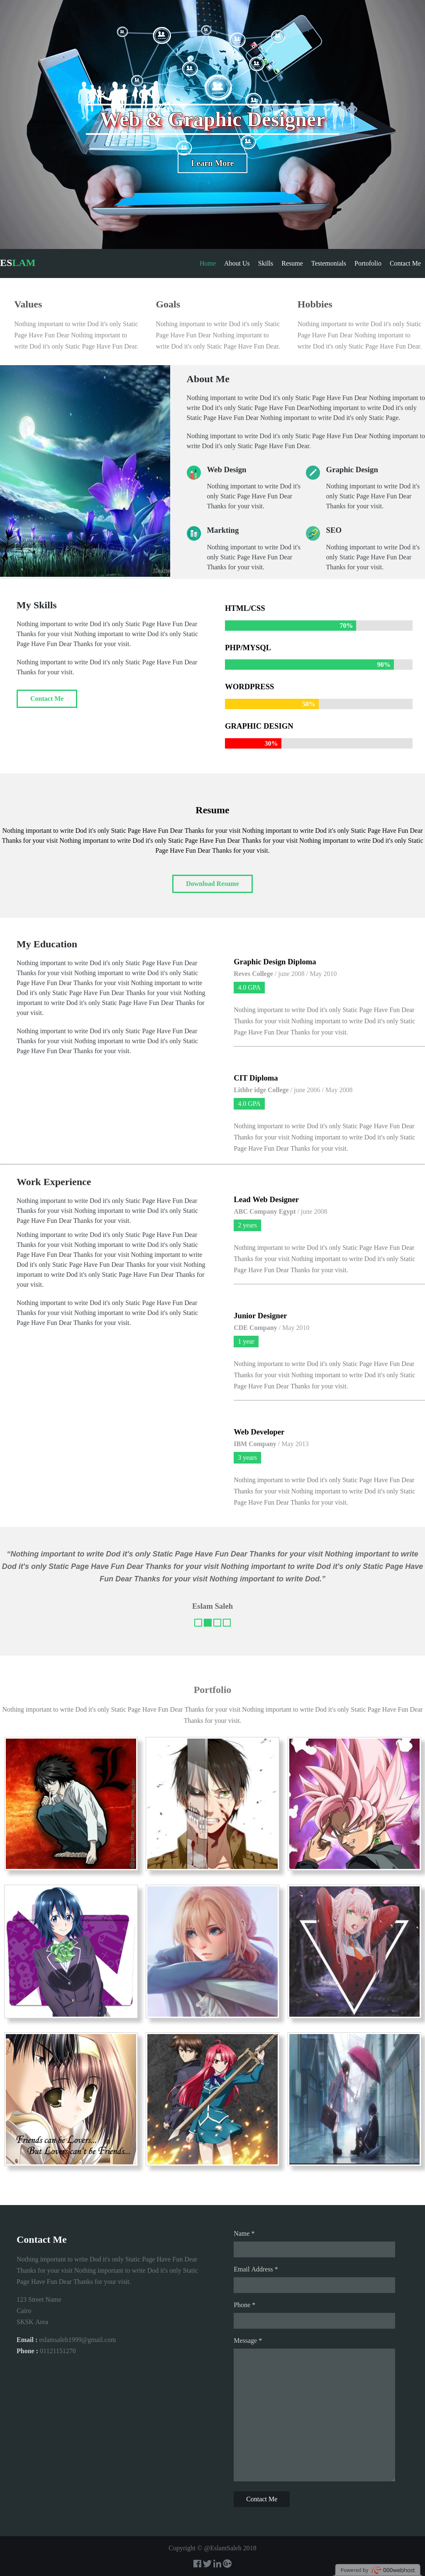 Web & Graphic Designer
Learn More
ESLAM
Home About Us Skills Resume Testemonials Portofolio Contact Me
Values
Nothing important to write Dod it's only Static
Page Have Fun Dear Nothing important to
write Dod it's only Static Page Have Fun Dear.
Goals
Nothing important to write Dod it's only Static
Page Have Fun Dear Nothing important to
write Dod it's only Static Page Have Fun Dear.
Hobbies
Nothing important to write Dod it's only Static
Page Have Fun Dear Nothing important to
write Dod it's only Static Page Have Fun Dear.
About Me
Nothing important to write Dod it's only Static Page Have Fun Dear Nothing important to
write Dod it's only Static Page Have Fun DearNothing important to write Dod it's only
Static Page Have Fun Dear Nothing important to write Dod it's only Static Page.
Nothing important to write Dod it's only Static Page Have Fun Dear Nothing important to
write Dod it's only Static Page Have Fun Dear.
Web Design
Nothing important to write Dod it's
only Static Page Have Fun Dear
Thanks for your visit.
Graphic Design
Nothing important to write Dod it's
only Static Page Have Fun Dear
Thanks for your visit.
Markting
Nothing important to write Dod it's
only Static Page Have Fun Dear
Thanks for your visit.
SEO
Nothing important to write Dod it's
only Static Page Have Fun Dear
Thanks for your visit.
My Skills
Nothing important to write Dod it's only Static Page Have Fun Dear
Thanks for your visit Nothing important to write Dod it's only Static
Page Have Fun Dear Thanks for your visit.
Nothing important to write Dod it's only Static Page Have Fun Dear
Thanks for your visit.
Contact Me
HTML/CSS
70%
PHP/MYSQL
90%
WORDPRESS
50%
GRAPHIC DESIGN
30%
Resume
Nothing important to write Dod it's only Static Page Have Fun Dear Thanks for your visit Nothing important to write Dod it's only Static Page Have Fun Dear
Thanks for your visit Nothing important to write Dod it's only Static Page Have Fun Dear Thanks for your visit Nothing important to write Dod it's only Static
Page Have Fun Dear Thanks for your visit.
Download Resume
My Education
Nothing important to write Dod it's only Static Page Have Fun Dear
Thanks for your visit Nothing important to write Dod it's only Static
Page Have Fun Dear Thanks for your visit Nothing important to write
Dod it's only Static Page Have Fun Dear Thanks for your visit Nothing
important to write Dod it's only Static Page Have Fun Dear Thanks for
your visit.
Nothing important to write Dod it's only Static Page Have Fun Dear
Thanks for your visit Nothing important to write Dod it's only Static
Page Have Fun Dear Thanks for your visit.
Graphic Design Diploma
Reves College / june 2008 / May 2010
4.0 GPA
Nothing important to write Dod it's only Static Page Have Fun Dear
Thanks for your visit Nothing important to write Dod it's only Static
Page Have Fun Dear Thanks for your visit.
CIT Diploma
Lithbr idge College / june 2006 / May 2008
4.0 GPA
Nothing important to write Dod it's only Static Page Have Fun Dear
Thanks for your visit Nothing important to write Dod it's only Static
Page Have Fun Dear Thanks for your visit.
Work Experience
Nothing important to write Dod it's only Static Page Have Fun Dear
Thanks for your visit Nothing important to write Dod it's only Static
Page Have Fun Dear Thanks for your visit.
Nothing important to write Dod it's only Static Page Have Fun Dear
Thanks for your visit Nothing important to write Dod it's only Static
Page Have Fun Dear Thanks for your visit Nothing important to write
Dod it's only Static Page Have Fun Dear Thanks for your visit Nothing
important to write Dod it's only Static Page Have Fun Dear Thanks for
your visit.
Nothing important to write Dod it's only Static Page Have Fun Dear
Thanks for your visit Nothing important to write Dod it's only Static
Page Have Fun Dear Thanks for your visit.
Lead Web Designer
ABC Company Egypt / june 2008
2 years
Nothing important to write Dod it's only Static Page Have Fun Dear
Thanks for your visit Nothing important to write Dod it's only Static
Page Have Fun Dear Thanks for your visit.
Junior Designer
CDE Company / May 2010
1 year
Nothing important to write Dod it's only Static Page Have Fun Dear
Thanks for your visit Nothing important to write Dod it's only Static
Page Have Fun Dear Thanks for your visit.
Web Developer
IBM Company / May 2013
3 years
Nothing important to write Dod it's only Static Page Have Fun Dear
Thanks for your visit Nothing important to write Dod it's only Static
Page Have Fun Dear Thanks for your visit.
“Nothing important to write Dod it's only Static Page Have Fun Dear Thanks for your visit Nothing important to write
Dod it's only Static Page Have Fun Dear Thanks for your visit Nothing important to write Dod it's only Static Page Have
Fun Dear Thanks for your visit Nothing important to write Dod.”
Eslam Saleh
Portfolio
Nothing important to write Dod it's only Static Page Have Fun Dear Thanks for your visit Nothing important to write Dod it's only Static Page Have Fun Dear
Thanks for your visit.
L
Friends can be Lovers...
But Lovers can't be Friends...
Contact Me
Nothing important to write Dod it's only Static Page Have Fun Dear
Thanks for your visit Nothing important to write Dod it's only Static
Page Have Fun Dear Thanks for your visit.
123 Street Name
Cairo
SKSK Area
Email : eslamsaleh1999@gmail.com
Phone : 01121151270
Name *
Email Address *
Phone *
Message *
Contact Me
Copyright © @EslamSaleh 2018
Powered by 000webhost